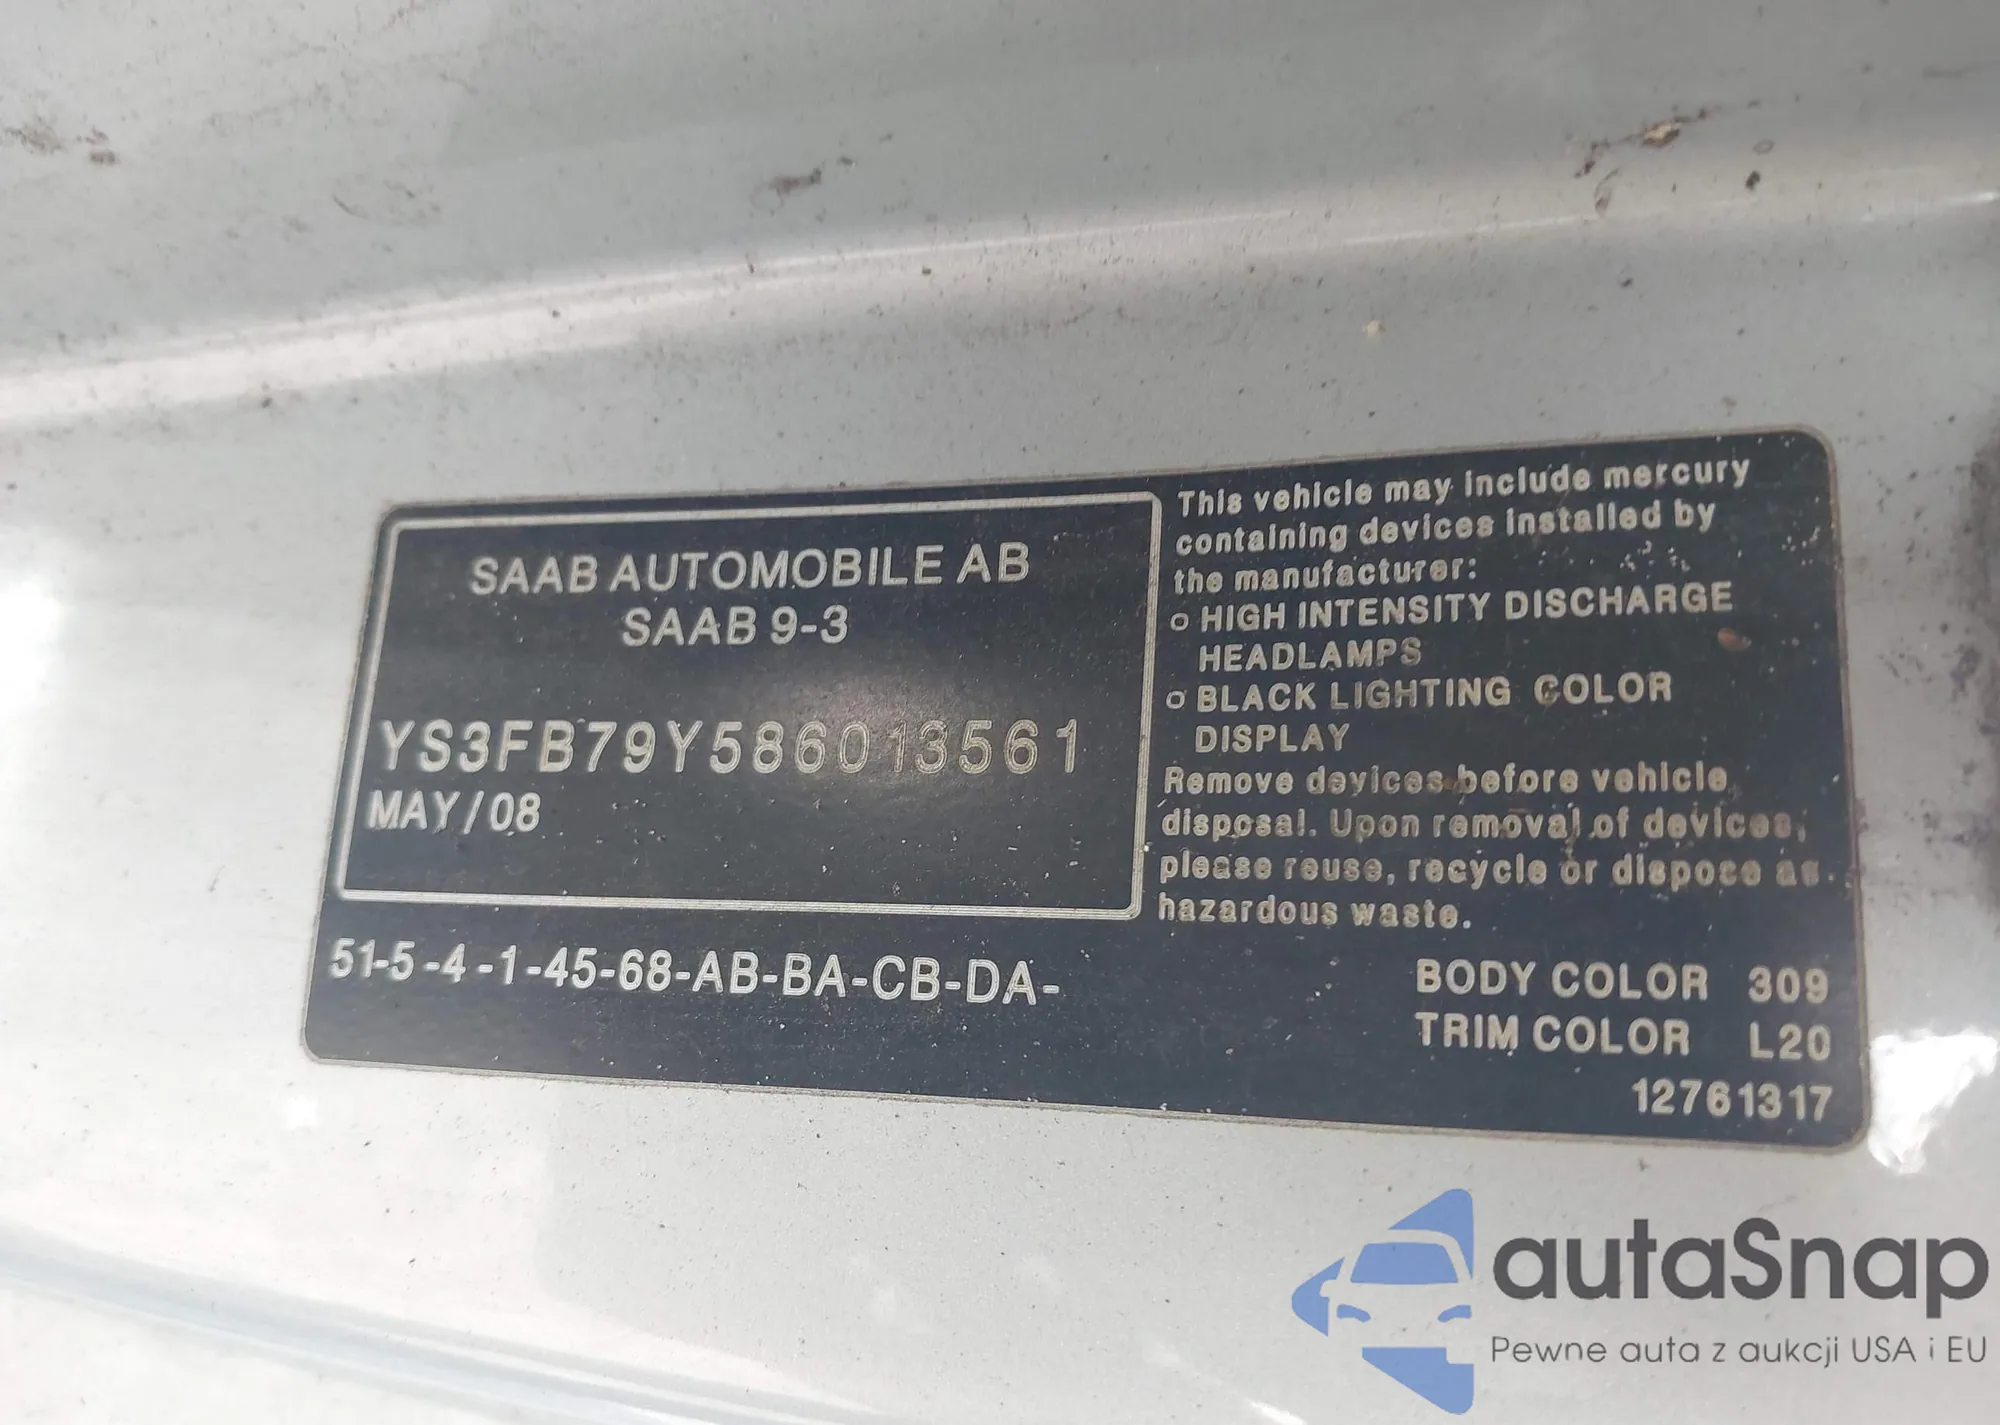 SAAB AUTOMOBILE AB
SAAB 9-3
YS3FB79Y586013561
MAY/08
51-5-4-1-45-68-AB-BA-CB-DA-
This vehicle may include mercury
containing devices installed by
the manufacturer:
o HIGH INTENSITY DISCHARGE
HEADLAMPS
o BLACK LIGHTING COLOR
DISPLAY
Remove devices before vehicle
disposal. Upon removal of devices,
please reuse, recycle or dispose as
hazardous waste.
BODY COLOR 309
TRIM COLOR L20
12761317
autaSnap
Pewne auta z aukcji USA i EU